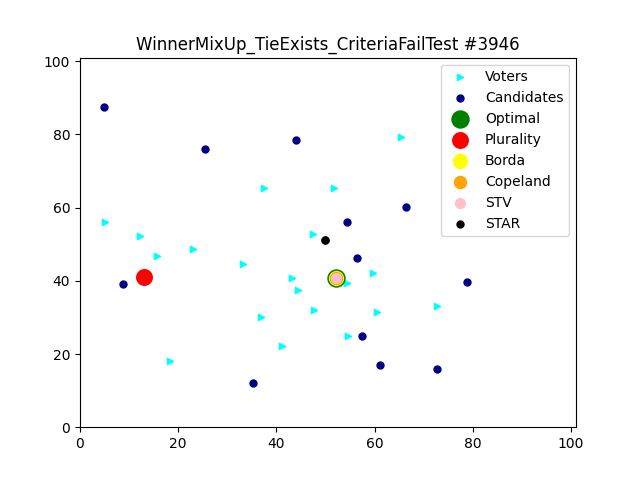 WinnerMixUp_TieExists_CriteriaFailTest #3946
100
80
60
40
20
0
0
20
40
60
80
100
Voters
Candidates
Optimal
Plurality
Borda
Copeland
STV
STAR